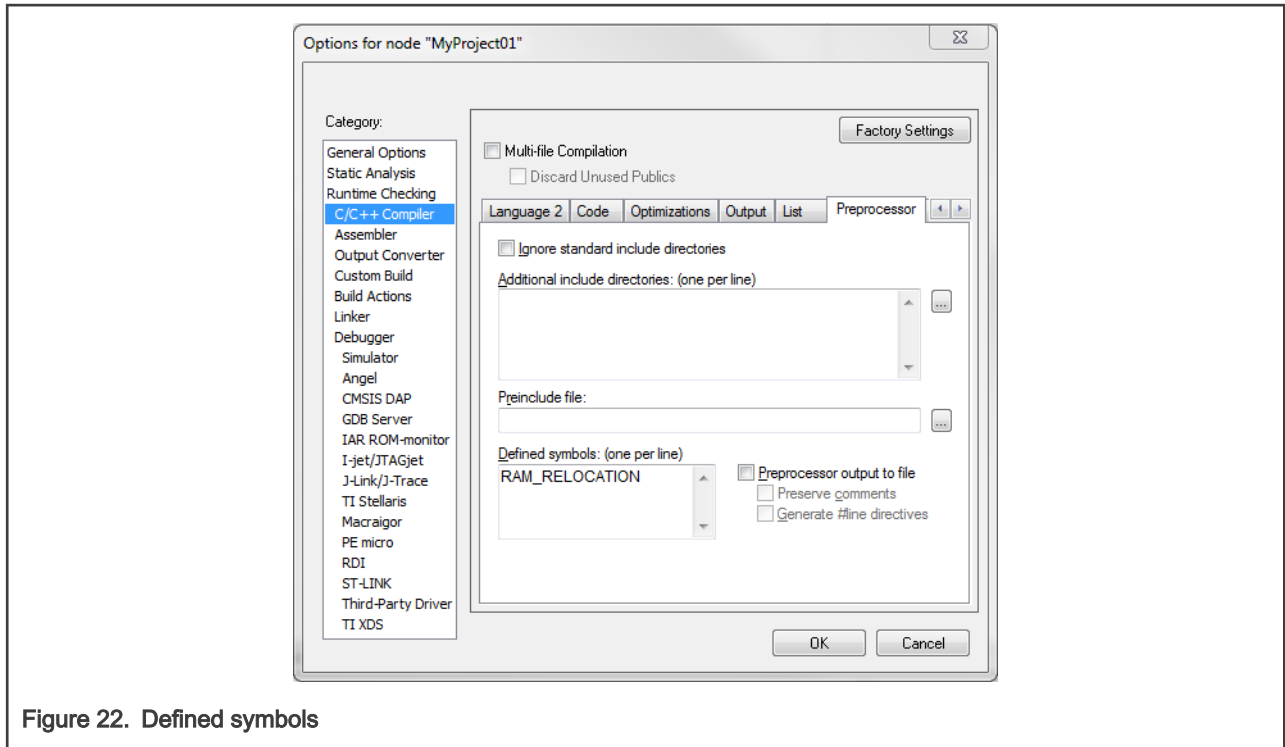 Options for node "MyProject01"
Category:
General Options
Static Analysis
Runtime Checking
C/C++ Compiler
Assembler
Output Converter
Custom Build
Build Actions
Linker
Debugger
Simulator
Angel
CMSIS DAP
GDB Server
IAR ROM-monitor
I-jet/JTAGjet
J-Link/J-Trace
TI Stellaris
Macraigor
PE micro
RDI
ST-LINK
Third-Party Driver
TI XDS
Factory Settings
Multi-file Compilation
Discard Unused Publics
Language 2 Code Optimizations Output List Preprocessor
Ignore standard include directories
Additional include directories: (one per line)
...
Preinclude file:
...
Defined symbols: (one per line)
RAM_RELOCATION
Preprocessor output to file
Preserve comments
Generate #line directives
OK Cancel
Figure 22. Defined symbols